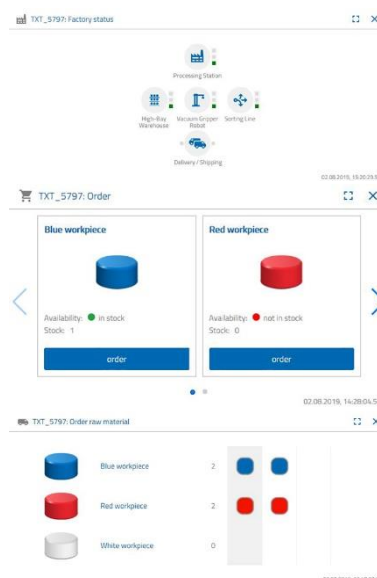 TXT_5797: Factory status
Processing Station
High-Bay Warehouse
Vacuum Gripper Robot
Sorting Line
Delivery / Shipping
TXT_5797: Order
Blue workpiece
Red workpiece
Availability: in stock
Stock: 1
Availability: not in stock
Stock: 0
order
order
02.08.2019, 14:28:04.5
TXT_5797: Order raw material
Blue workpiece 2
Red workpiece 2
White workpiece 0